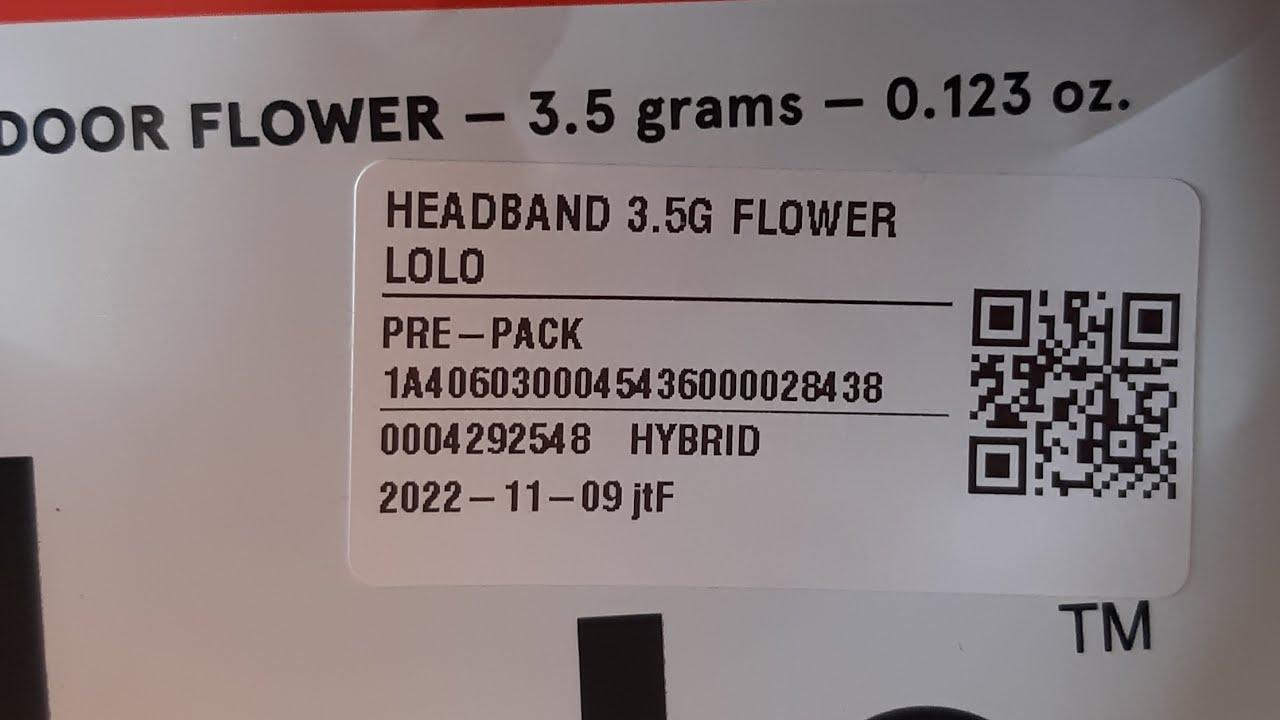 DOOR FLOWER – 3.5 grams – 0.123 oz.
HEADBAND 3.5G FLOWER
LOLO
PRE-PACK
1A4060300045436000028438
0004292548 HYBRID
2022-11-09 jtF
TM